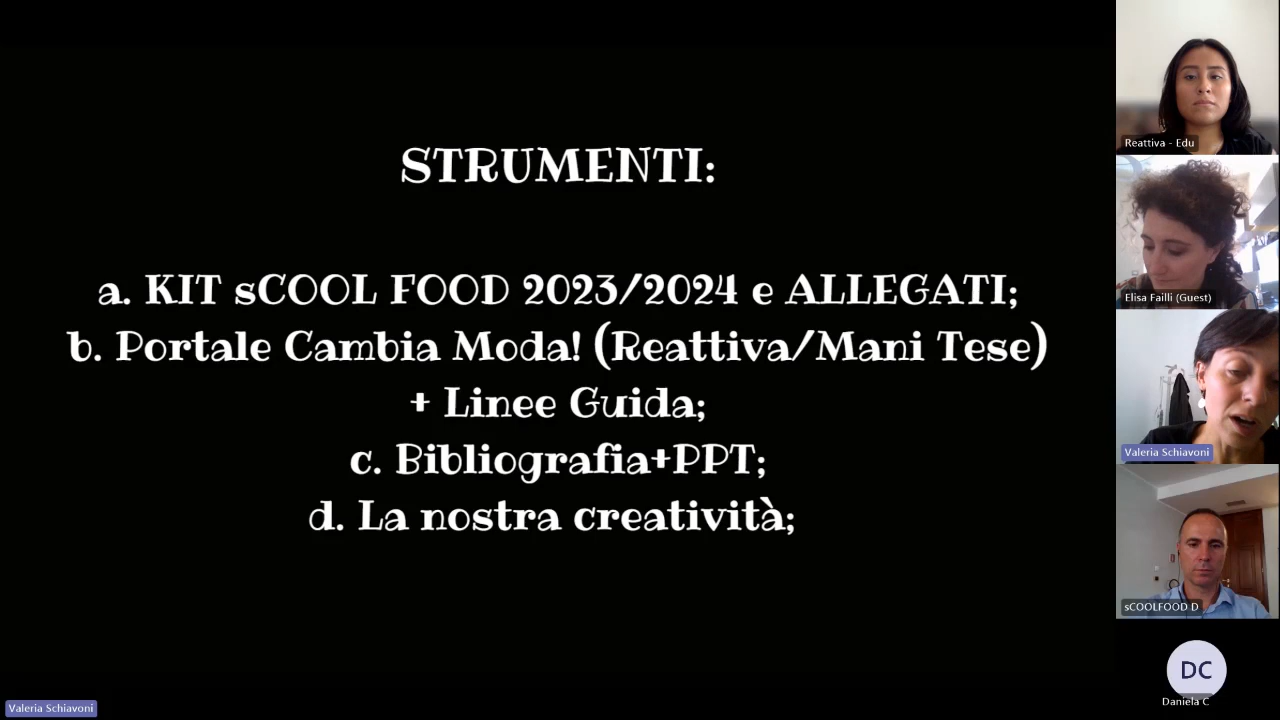 STRUMENTI:
a. KIT sCOOL FOOD 2023/2024 e ALLEGATI;
b. Portale Cambia Moda! (Reattiva/Mani Tese)
+ Linee Guida;
c. Bibliografia+PPT;
d. La nostra creatività;
Valeria Schiavoni
Reattiva - Edu
Elisa Failli (Guest)
Valeria Schiavoni
sCOOLFOOD D
DC
Daniela C